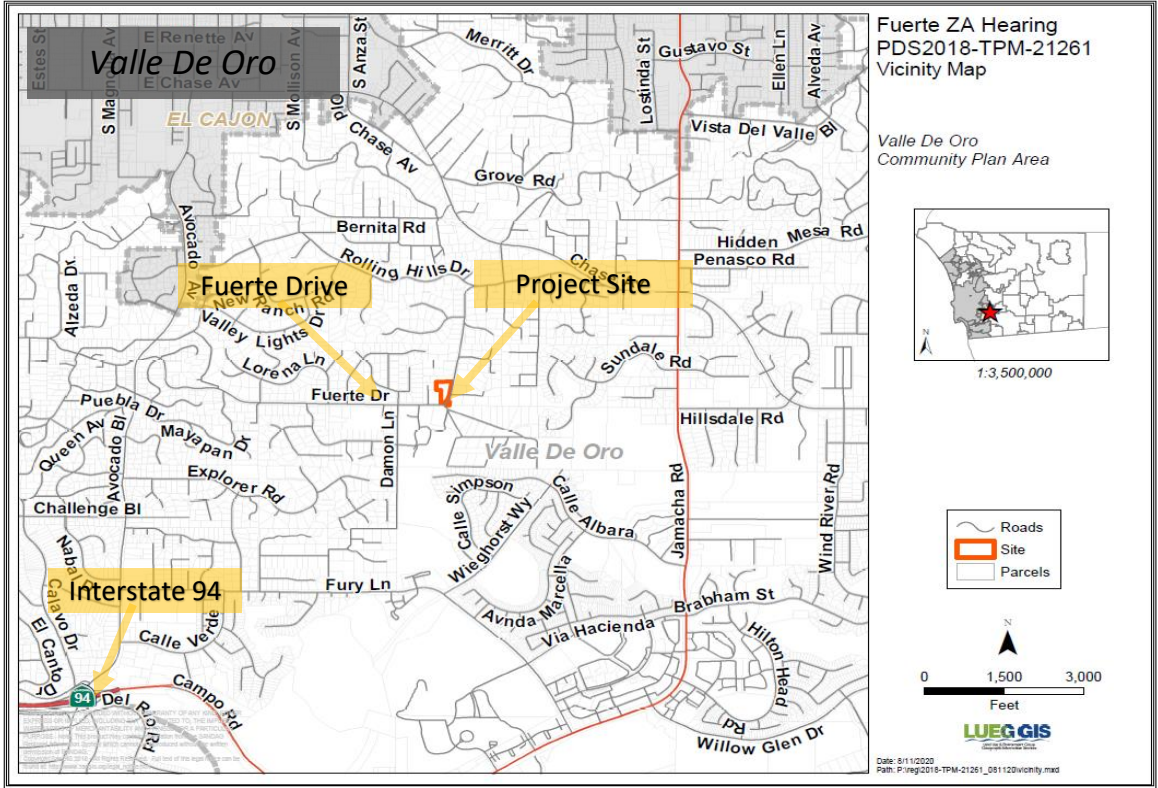 Fuerte ZA Hearing
PDS2018-TPM-21261
Vicinity Map
Valle De Oro
Community Plan Area
1:3,500,000
Roads
Site
Parcels
N
N
0 1,500 3,000
Feet
LUEG GIS
Date: 8/11/2020
Path: P:\reg\2018-TPM-21261_081120\vicinity.mxd
Valle De Oro
Estes St
E Renette Av
E Chase Av
S Mollison Av
S Anza St
EL CAJON
Old Chase Av
Merritt Dr
Lostinda St
Gustavo St
Ellen Ln
Alveda Av
Vista Del Valle Bl
Grove Rd
Bernita Rd
Avocado Av
Hidden Mesa Rd
Penasco Rd
Rolling Hills Dr
Alzeda Dr
Fuerte Drive
Project Site
New Ranch Rd
Valley Lights Dr
Lorena Ln
Sundale Rd
Fuerte Dr
Puebla Dr
Queen Av
Mayapan Dr
Avocado Bl
Damon Ln
Hillsdale Rd
Valle De Oro
Explorer Rd
Challenge Bl
Calle Simpson
Wieghorst Wy
Calle Albara
Jamacha Rd
Wind River Rd
Fury Ln
Interstate 94
Calavo Dr
El Canto Dr
Calle Verde
Avnda Marcella
Via Hacienda
Brabham St
Hilton Head Rd
Willow Glen Dr
94
Del Rio Rd
Campo Rd